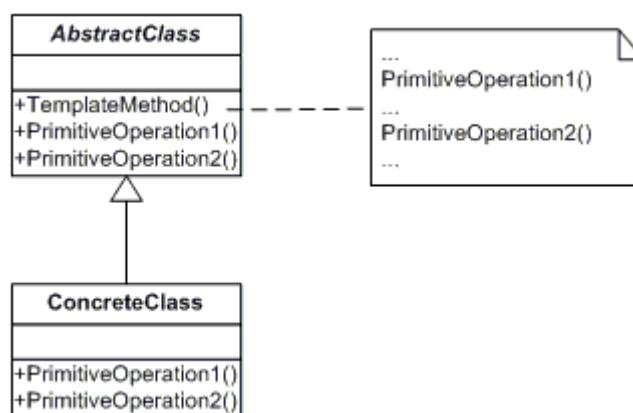 AbstractClass
+TemplateMethod()
+PrimitiveOperation1()
+PrimitiveOperation2()
...
PrimitiveOperation1()
...
PrimitiveOperation2()
...
ConcreteClass
+PrimitiveOperation1()
+PrimitiveOperation2()